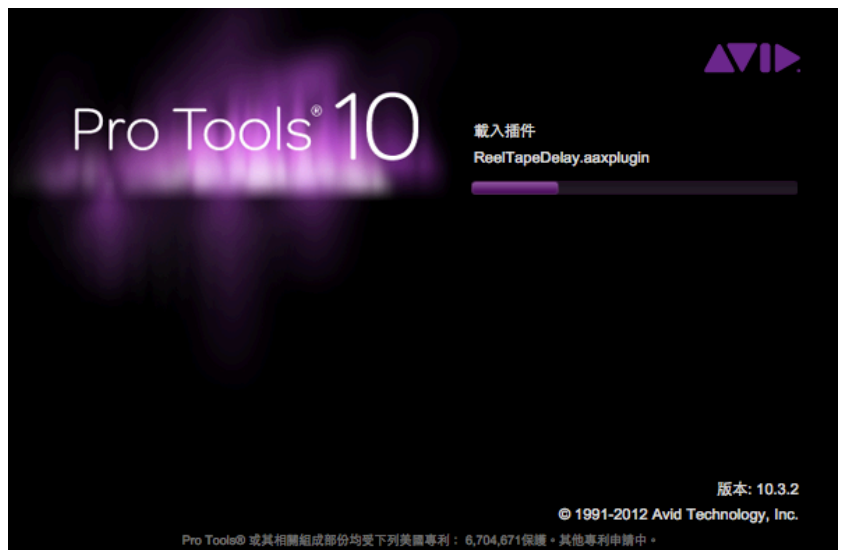 AVID
Pro Tools® 10
載入插件
ReelTapeDelay.aaxplugin
版本: 10.3.2
© 1991-2012 Avid Technology, Inc.
Pro Tools® 或其相關組成部份均受下列美國專利： 6,704,671保護。其他專利申請中。